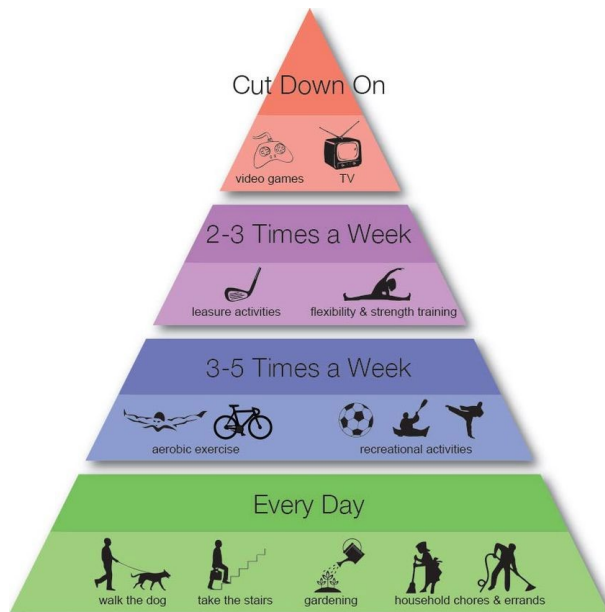 Cut Down On
video games TV
2-3 Times a Week
leasure activities flexibility & strength training
3-5 Times a Week
aerobic exercise recreational activities
Every Day
walk the dog take the stairs gardening household chores & errands